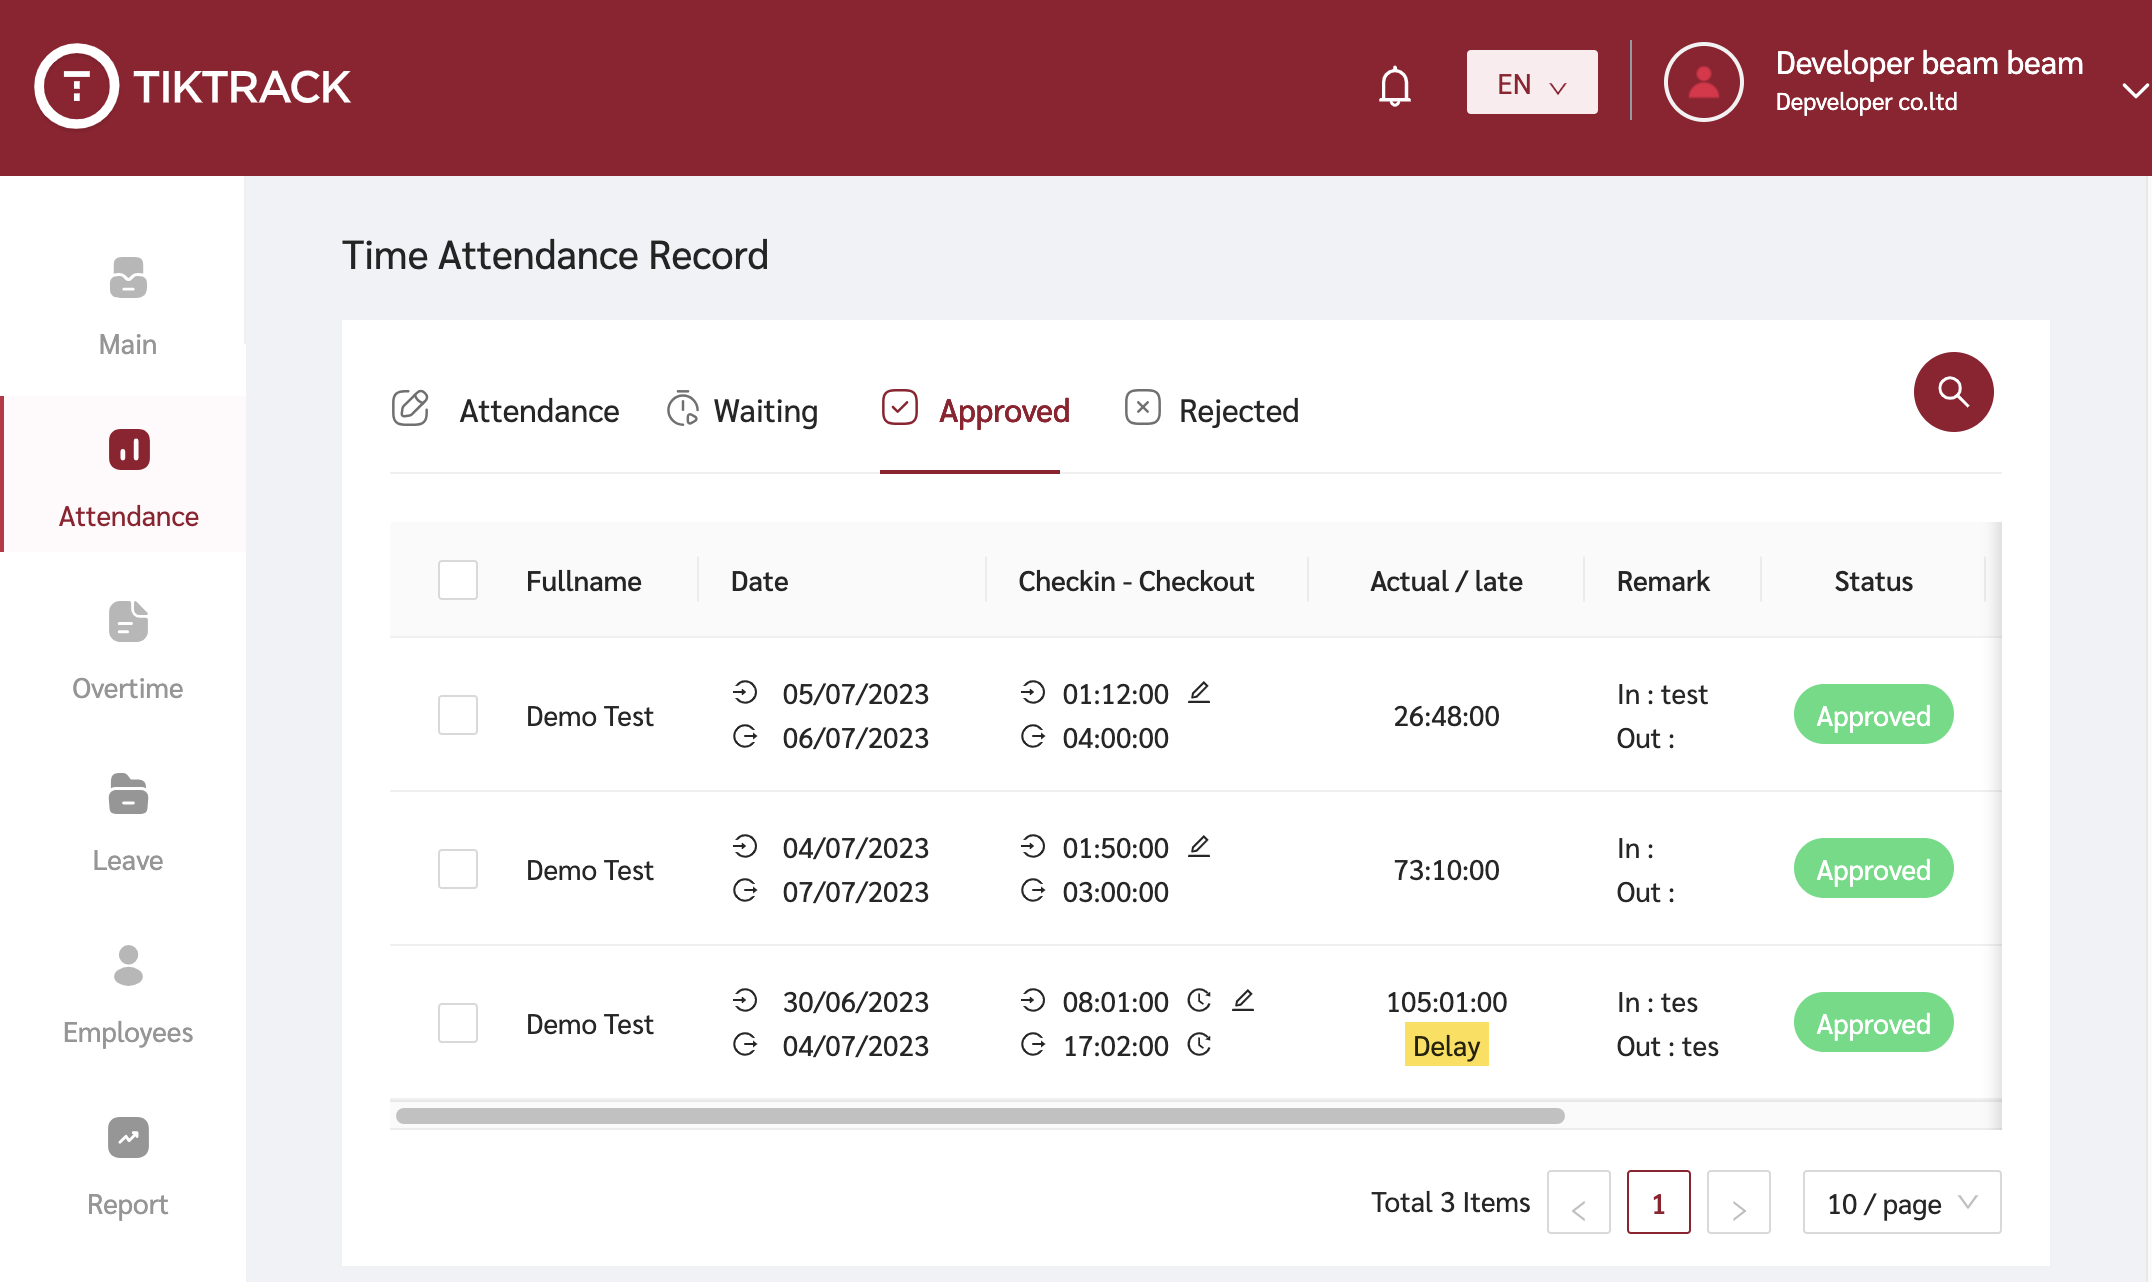 TIKTRACK
EN
Developer beam beam
Depveloper co.ltd
Main
Attendance
Overtime
Leave
Employees
Report
Time Attendance Record
Attendance Waiting Approved Rejected
Fullname Date Checkin - Checkout Actual / late Remark Status
Demo Test
05/07/2023
06/07/2023
01:12:00
04:00:00
26:48:00
In : test
Out :
Approved
Demo Test
04/07/2023
07/07/2023
01:50:00
03:00:00
73:10:00
In :
Out :
Approved
Demo Test
30/06/2023
04/07/2023
08:01:00
17:02:00
105:01:00
Delay
In : tes
Out : tes
Approved
Total 3 Items 1 10 / page